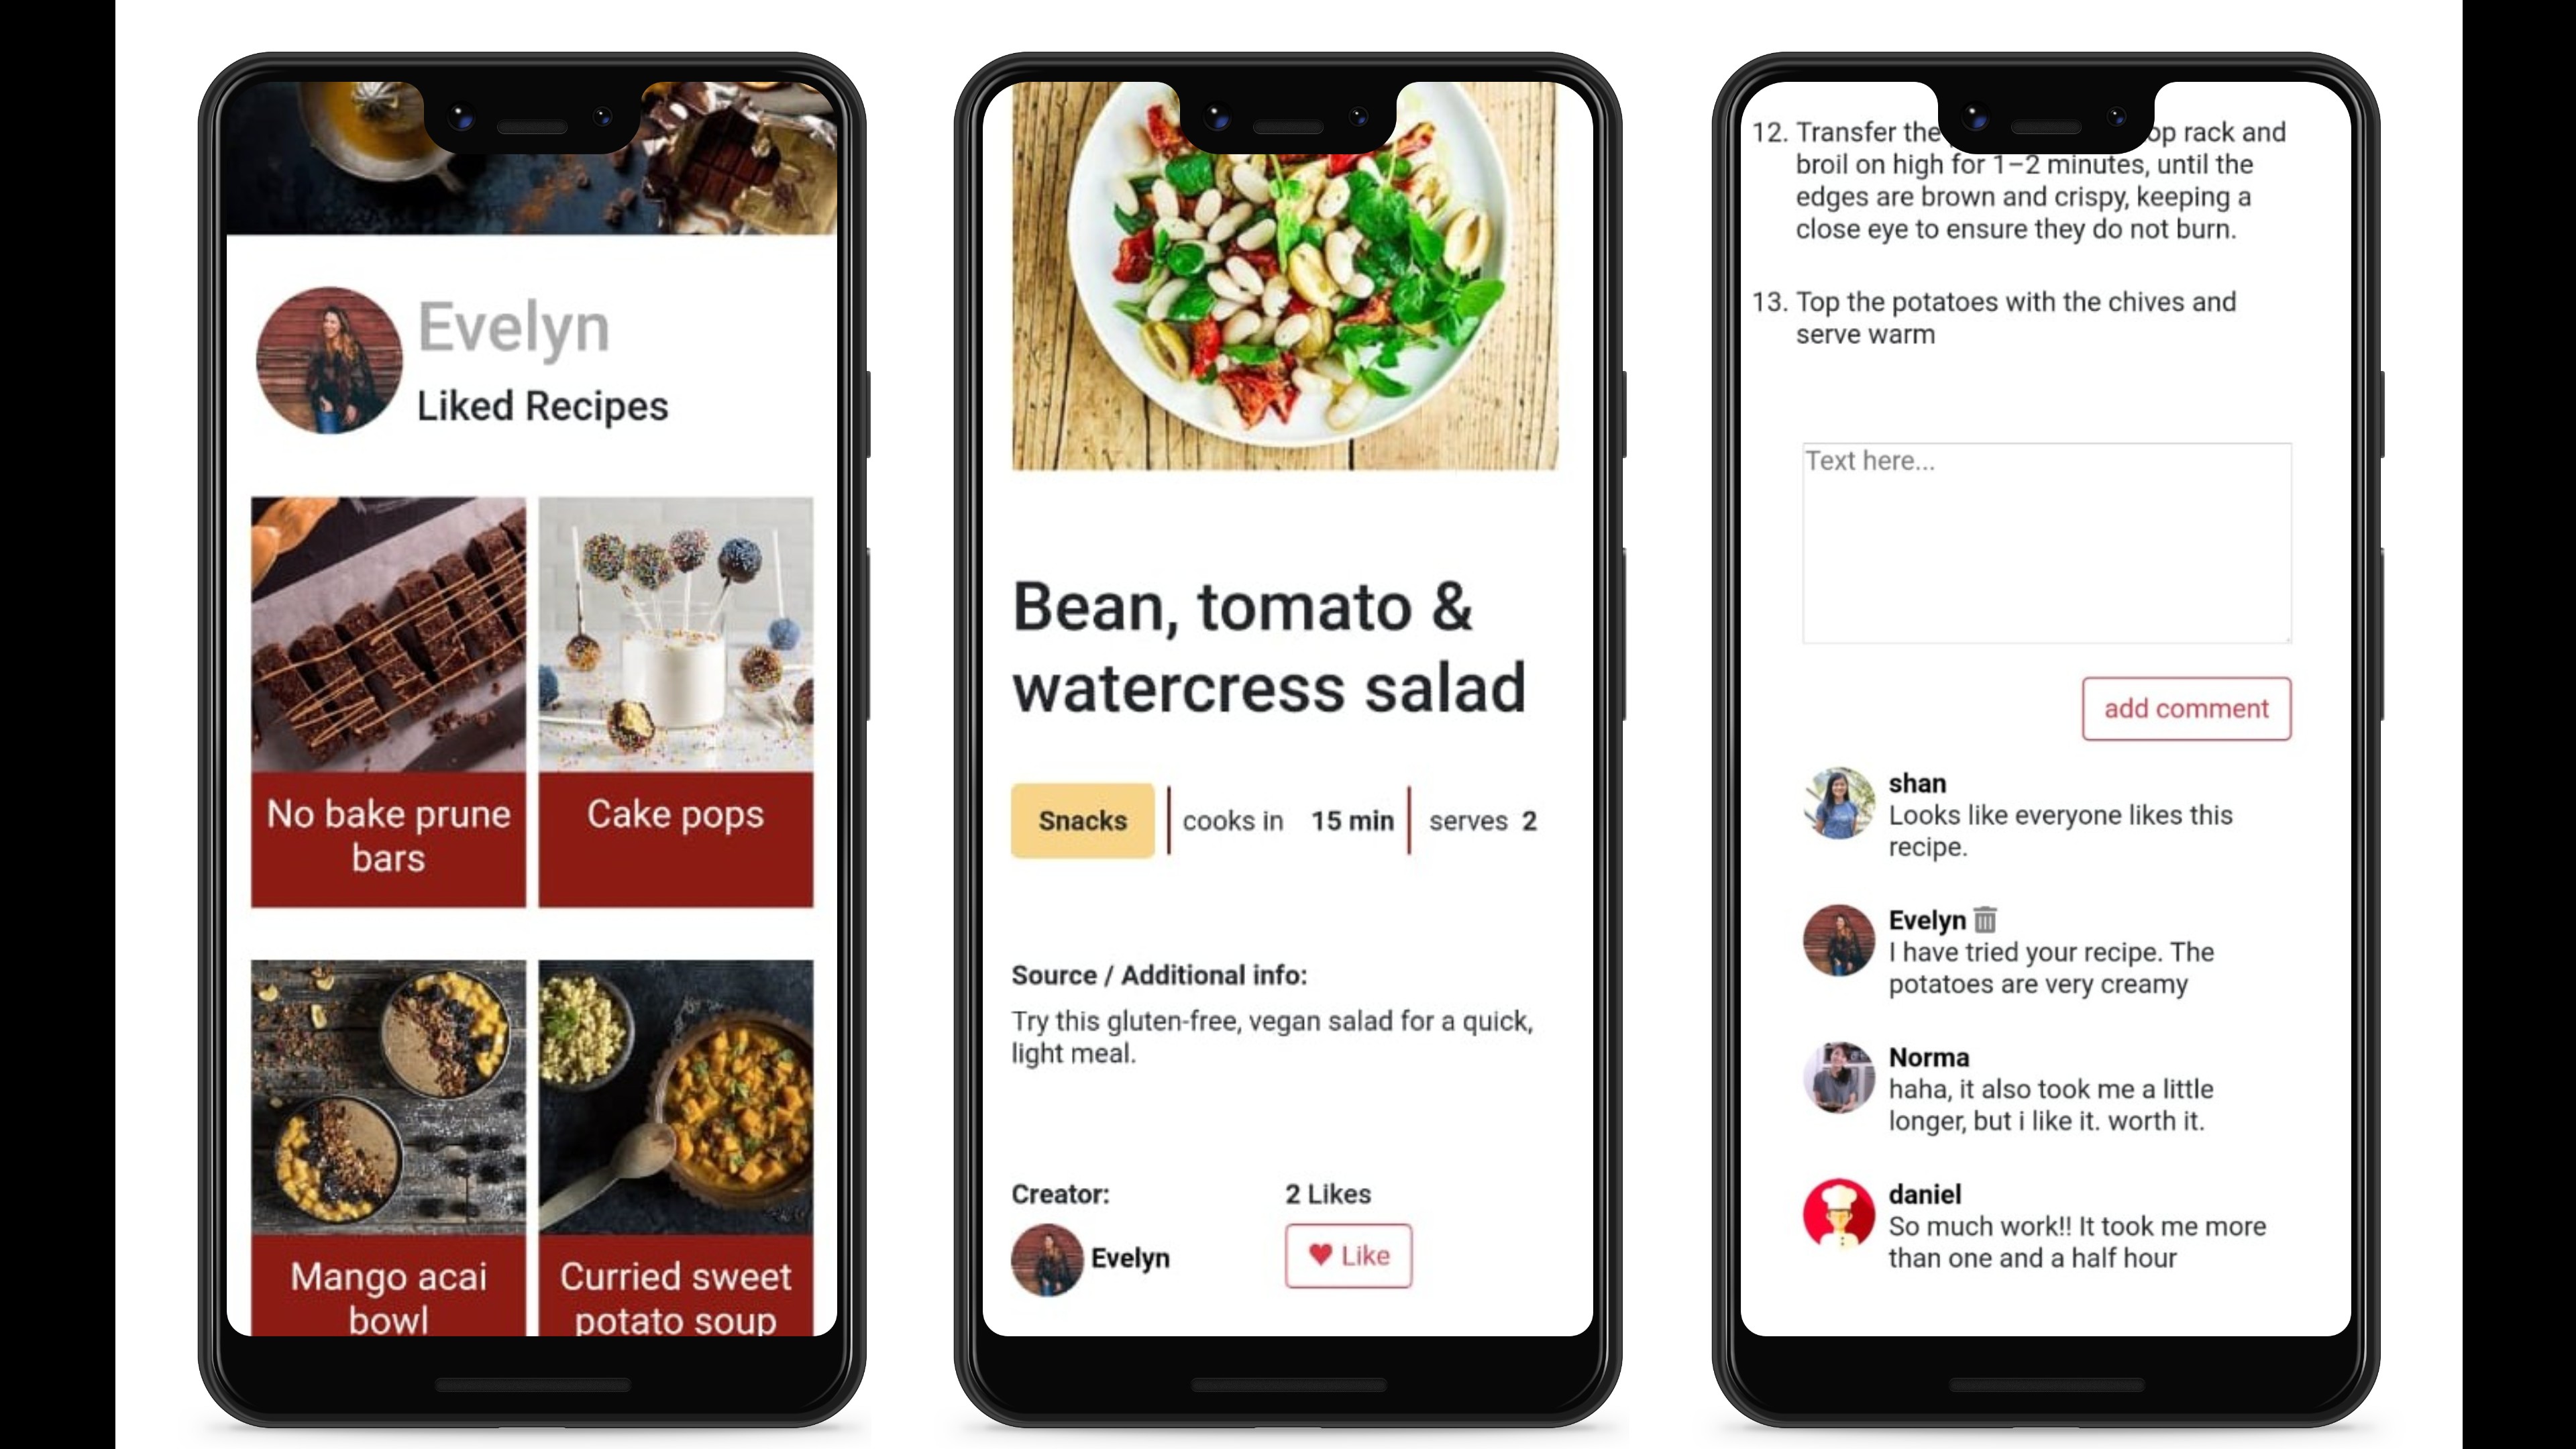 Evelyn
Liked Recipes
No bake prune
bars
Cake pops
Mango acai
bowl
Curried sweet
potato soup
Bean, tomato &
watercress salad
Snacks
cooks in 15 min
serves 2
Source / Additional info:
Try this gluten-free, vegan salad for a quick,
light meal.
Creator:
Evelyn
2 Likes
Like
12. Transfer the rack and
broil on high for 1–2 minutes, until the
edges are brown and crispy, keeping a
close eye to ensure they do not burn.
13. Top the potatoes with the chives and
serve warm
Text here...
add comment
shan
Looks like everyone likes this
recipe.
Evelyn
I have tried your recipe. The
potatoes are very creamy
Norma
haha, it also took me a little
longer, but i like it. worth it.
daniel
So much work!! It took me more
than one and a half hour